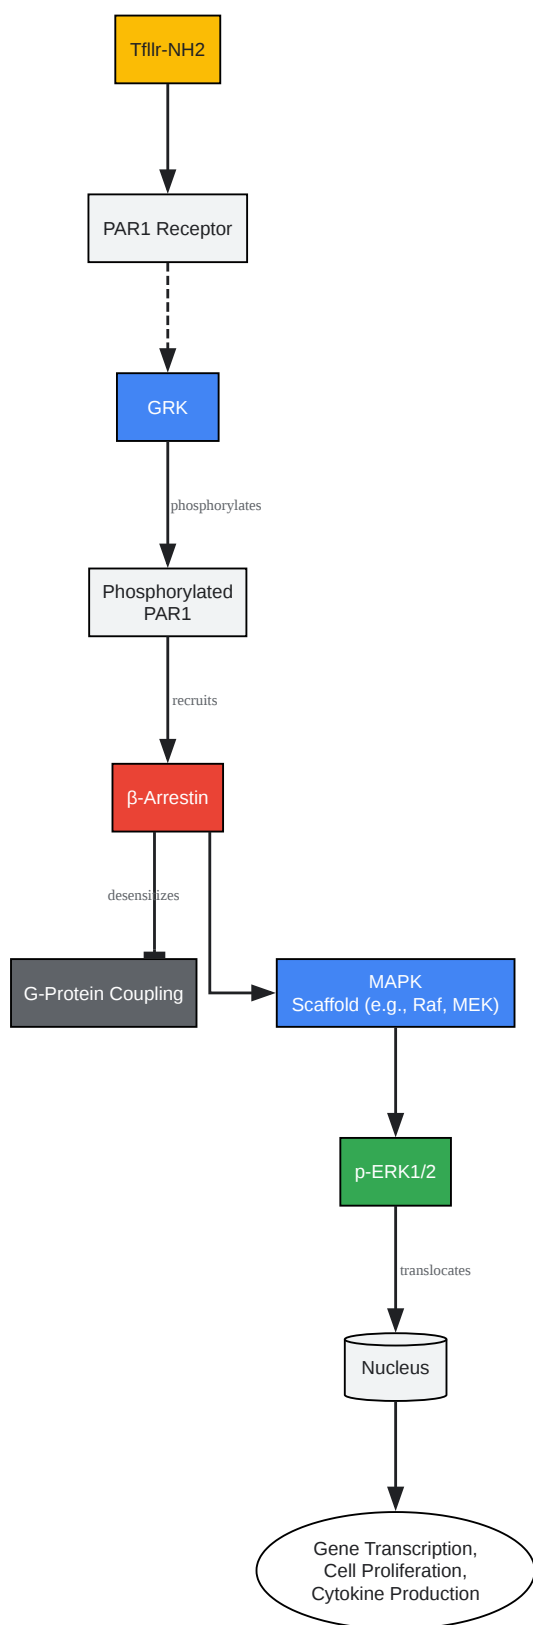 Tfllr-NH2
PAR1 Receptor
GRK
phosphorylates
Phosphorylated
PAR1
recruits
β-Arrestin
desensitizes
G-Protein Coupling
MAPK
Scaffold (e.g., Raf, MEK)
p-ERK1/2
translocates
Nucleus
Gene Transcription,
Cell Proliferation,
Cytokine Production